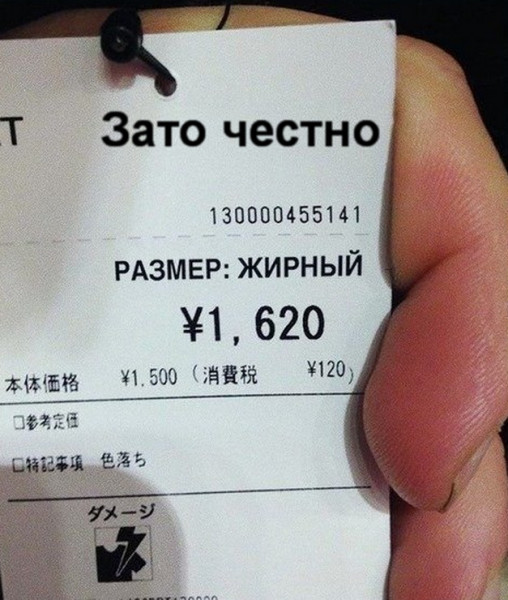 Т Зато честно
130000455141
РАЗМЕР: ЖИРНЫЙ
¥1,620
本体価格 ¥1,500 (消費税 ¥120)
□参考定価
□特記事項 色落ち
ダメージ